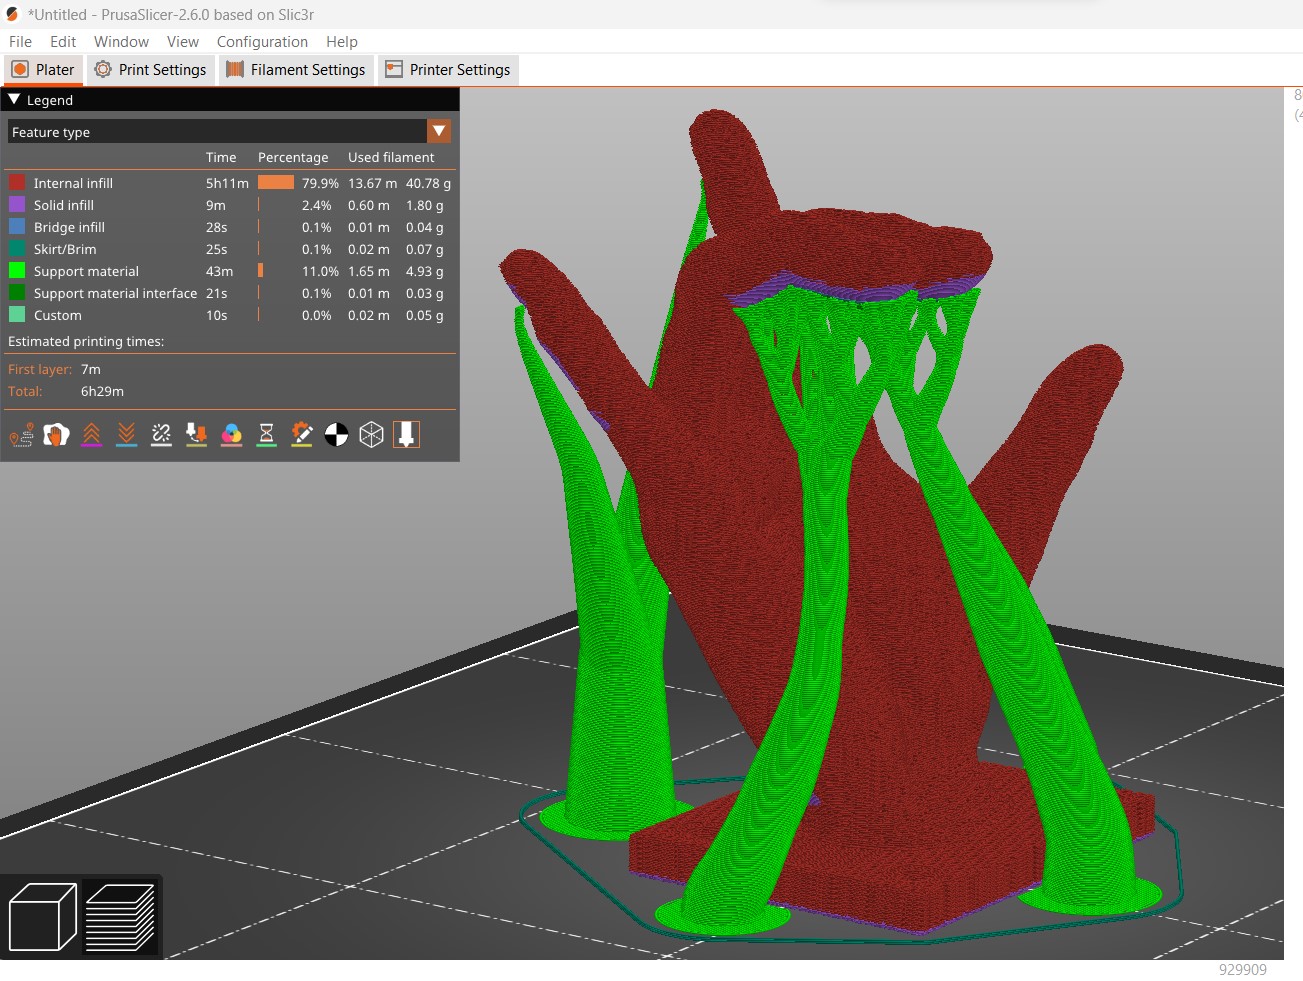 *Untitled - PrusaSlicer-2.6.0 based on Slic3r
File Edit Window View Configuration Help
Plater Print Settings Filament Settings Printer Settings
Legend
Feature type
Time Percentage Used filament
Internal infill 5h11m 79.9% 13.67 m 40.78 g
Solid infill 9m 2.4% 0.60 m 1.80 g
Bridge infill 28s 0.1% 0.01 m 0.04 g
Skirt/Brim 25s 0.1% 0.02 m 0.07 g
Support material 43m 11.0% 1.65 m 4.93 g
Support material interface 21s 0.1% 0.01 m 0.03 g
Custom 10s 0.0% 0.02 m 0.05 g
Estimated printing times:
First layer: 7m
Total: 6h29m
929909